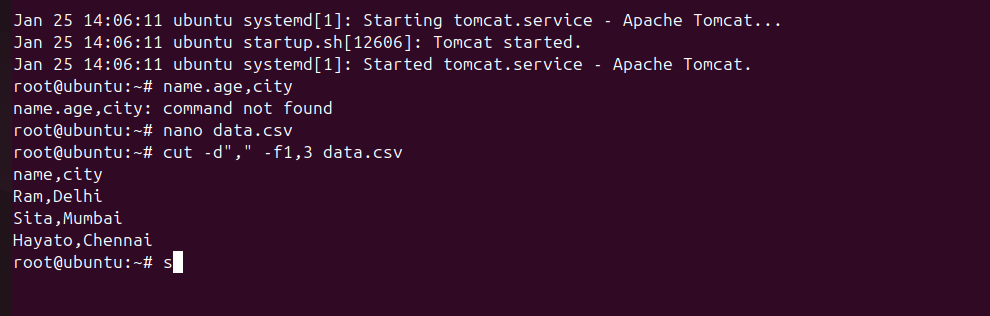 Jan 25 14:06:11 ubuntu systemd[1]: Starting tomcat.service - Apache Tomcat...
Jan 25 14:06:11 ubuntu startup.sh[12606]: Tomcat started.
Jan 25 14:06:11 ubuntu systemd[1]: Started tomcat.service - Apache Tomcat.
root@ubuntu:~# name.age,city
name.age,city: command not found
root@ubuntu:~# nano data.csv
root@ubuntu:~# cut -d"," -f1,3 data.csv
name,city
Ram,Delhi
Sita,Mumbai
Hayato,Chennai
root@ubuntu:~# s